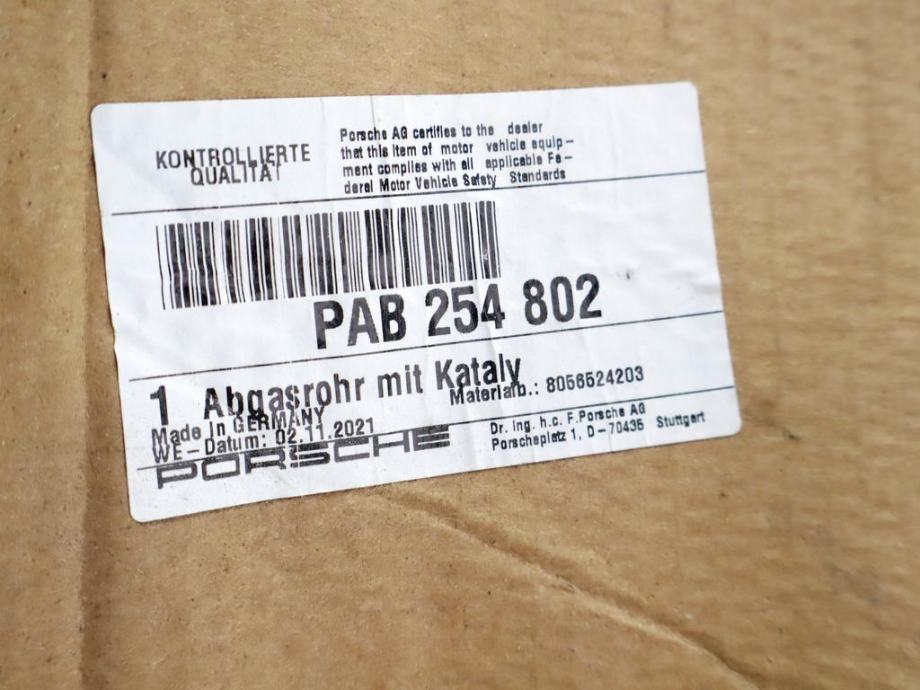 KONTROLLIERTE
QUALITÄT
Porsche AG certifies to the dealer
that this item of motor vehicle equip-
ment complies with all applicable Fe-
deral Motor Vehicle Safety Standards
PAB 254 802
1 Abgasrohr mit Kataly
Materialb.: 8056524203
Made in GERMANY
WE-Datum: 02.11.2021
PORSCHE
Dr. Ing. h.c. F.Porsche AG
Porscheplatz 1, D-70435 Stuttgart